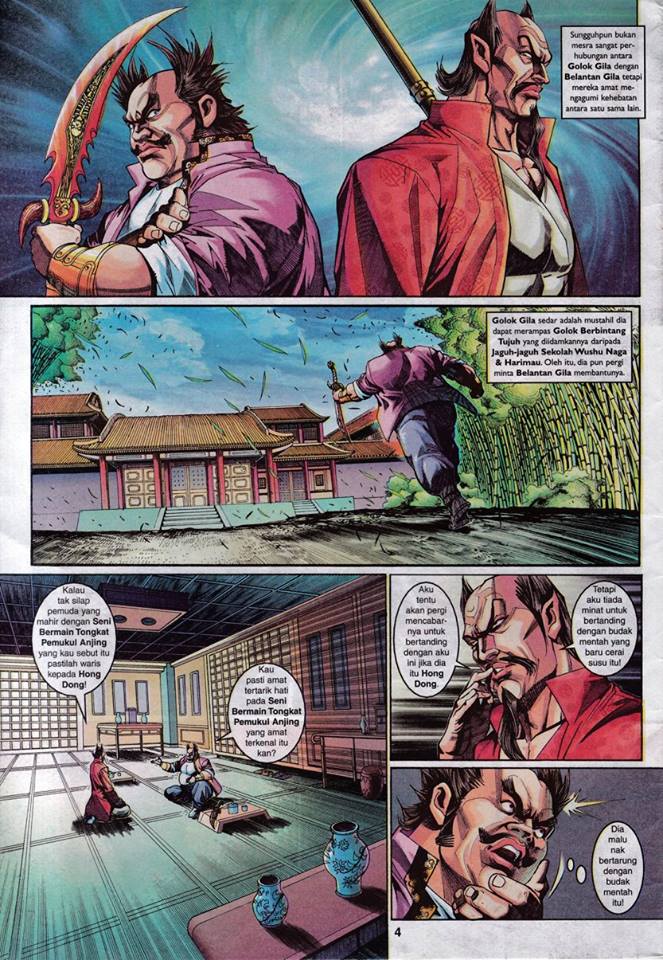 Sungguhpun bukan
mesra sangat per-
hubungan antara
Golok Gila dengan
Belantan Gila tetapi
mereka amat me-
ngagumi kehebatan
antara satu sama lain.
Golok Gila sedar adalah mustahil dia
dapat merampas Golok Berbintang
Tujuh yang diidamkannya daripada
Jaguh-jaguh Sekolah Wushu Naga
& Harimau. Oleh itu, dia pun pergi
minta Belantan Gila membantunya.
Kalau
tak silap
pemuda yang
mahir dengan Seni
Bermain Tongkat
Pemukul Anjing
yang kau sebut itu
pastilah waris
kepada Hong
Dong!
Kau
pasti amat
tertarik hati
pada Seni
Bermain Tongkat
Pemukul Anjing
yang amat
terkenal itu
kan?
Aku
tentu
akan pergi
mencabar-
nya untuk
bertanding
dengan aku
ini jika dia
itu Hong
Dong.
Tetapi
aku tiada
minat untuk
bertanding
dengan budak
mentah yang
baru cerai
susu itu!
Dia
malu
nak
bertarung
dengan
budak
mentah
itu!
4